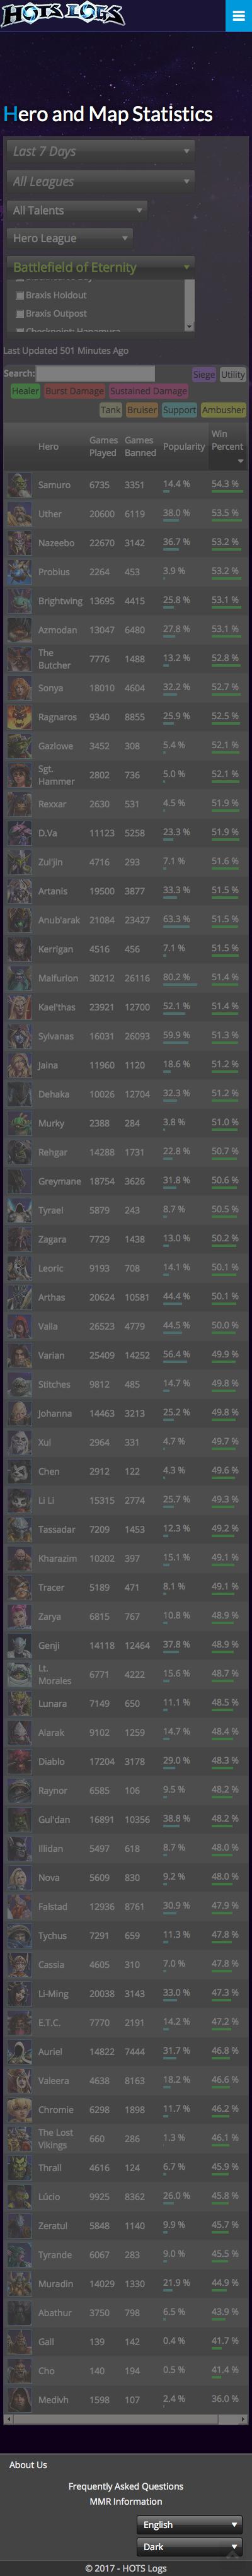 HOTS LOGS
Hero and Map Statistics
Last 7 Days
All Leagues
All Talents
Hero League
Battlefield of Eternity
Braxis Holdout
Braxis Outpost
Checkpoint: Hanamura
Last Updated 501 Minutes Ago
Search: Siege Utility
Healer Burst Damage Sustained Damage
Tank Bruiser Support Ambusher
Hero Games Played Games Banned Popularity Win Percent
Samuro 6735 3351 14.4 % 54.3 %
Uther 20600 6119 38.0 % 53.5 %
Nazeebo 22670 3142 36.7 % 53.2 %
Probius 2264 453 3.9 % 53.2 %
Brightwing 13695 4415 25.8 % 53.1 %
Azmodan 13047 6480 27.8 % 53.1 %
The Butcher 7776 1488 13.2 % 52.8 %
Sonya 18010 4604 32.2 % 52.7 %
Ragnaros 9340 8855 25.9 % 52.5 %
Gazlowe 3452 308 5.4 % 52.1 %
Sgt. Hammer 2802 736 5.0 % 52.1 %
Rexxar 2630 531 4.5 % 51.9 %
D.Va 11123 5258 23.3 % 51.9 %
Zul'jin 4716 293 7.1 % 51.6 %
Artanis 19500 3877 33.3 % 51.5 %
Anub'arak 21084 23427 63.3 % 51.5 %
Kerrigan 4516 456 7.1 % 51.5 %
Malfurion 30212 26116 80.2 % 51.4 %
Kael'thas 23921 12700 52.1 % 51.4 %
Sylvanas 16031 26093 59.9 % 51.3 %
Jaina 11960 1120 18.6 % 51.2 %
Dehaka 10026 12704 32.3 % 51.2 %
Murky 2388 284 3.8 % 51.0 %
Rehgar 14288 1731 22.8 % 50.7 %
Greymane 18754 3626 31.8 % 50.6 %
Tyrael 5879 243 8.7 % 50.5 %
Zagara 7729 1438 13.0 % 50.2 %
Leoric 9193 708 14.1 % 50.1 %
Arthas 20624 10581 44.4 % 50.1 %
Valla 26523 4779 44.5 % 50.0 %
Varian 25409 14252 56.4 % 49.9 %
Stitches 9812 485 14.7 % 49.8 %
Johanna 14463 3213 25.2 % 49.8 %
Xul 2964 331 4.7 % 49.7 %
Chen 2912 122 4.3 % 49.6 %
Li Li 15315 2774 25.7 % 49.3 %
Tassadar 7209 1453 12.3 % 49.2 %
Kharazim 10202 397 15.1 % 49.1 %
Tracer 5189 471 8.1 % 49.1 %
Zarya 6815 767 10.8 % 48.9 %
Genji 14118 12464 37.8 % 48.9 %
Lt. Morales 6771 4222 15.6 % 48.7 %
Lunara 7149 650 11.1 % 48.5 %
Alarak 9102 1259 14.7 % 48.4 %
Diablo 17204 3178 29.0 % 48.3 %
Raynor 6585 106 9.5 % 48.2 %
Gul'dan 16891 10356 38.8 % 48.2 %
Illidan 5497 618 8.7 % 48.0 %
Nova 5609 830 9.2 % 48.0 %
Falstad 12936 8761 30.9 % 47.9 %
Tychus 7291 659 11.3 % 47.8 %
Cassia 4605 310 7.0 % 47.8 %
Li-Ming 20038 3143 33.0 % 47.3 %
E.T.C. 7770 2191 14.2 % 47.2 %
Auriel 14822 7444 31.7 % 46.8 %
Valeera 4638 8163 18.2 % 46.6 %
Chromie 6298 1898 11.7 % 46.2 %
The Lost Vikings 660 286 1.3 % 46.1 %
Thrall 4616 124 6.7 % 45.9 %
Lúcio 9925 8362 26.0 % 45.8 %
Zeratul 5848 1140 9.9 % 45.7 %
Tyrande 6067 283 9.0 % 45.5 %
Muradin 14029 1330 21.9 % 44.9 %
Abathur 3750 798 6.5 % 43.9 %
Gall 139 142 0.4 % 41.7 %
Cho 140 194 0.5 % 41.4 %
Medivh 1598 107 2.4 % 36.0 %
About Us
Frequently Asked Questions
MMR Information
English
Dark
© 2017 - HOTS Logs